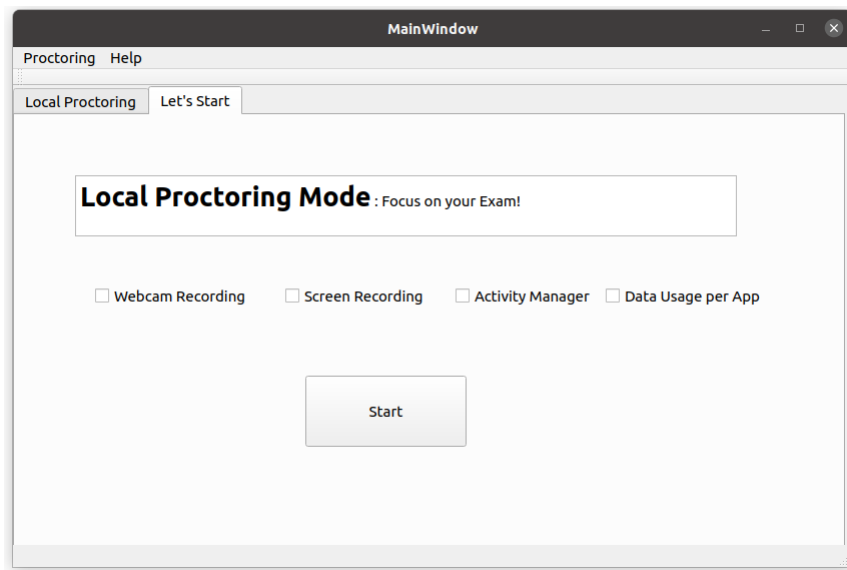 MainWindow
Proctoring Help
Local Proctoring Let's Start
Local Proctoring Mode : Focus on your Exam!
Webcam Recording Screen Recording Activity Manager Data Usage per App
Start